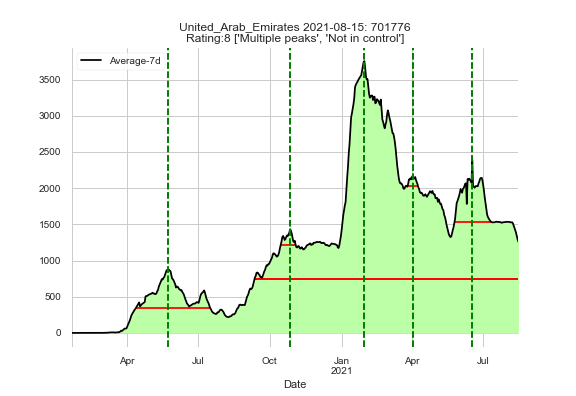 United_Arab_Emirates 2021-08-15: 701776
Rating:8 ['Multiple peaks', 'Not in control']
Average-7d
3500
3000
2500
2000
1500
1000
500
0
Apr Jul Oct Jan Apr Jul
2021
Date